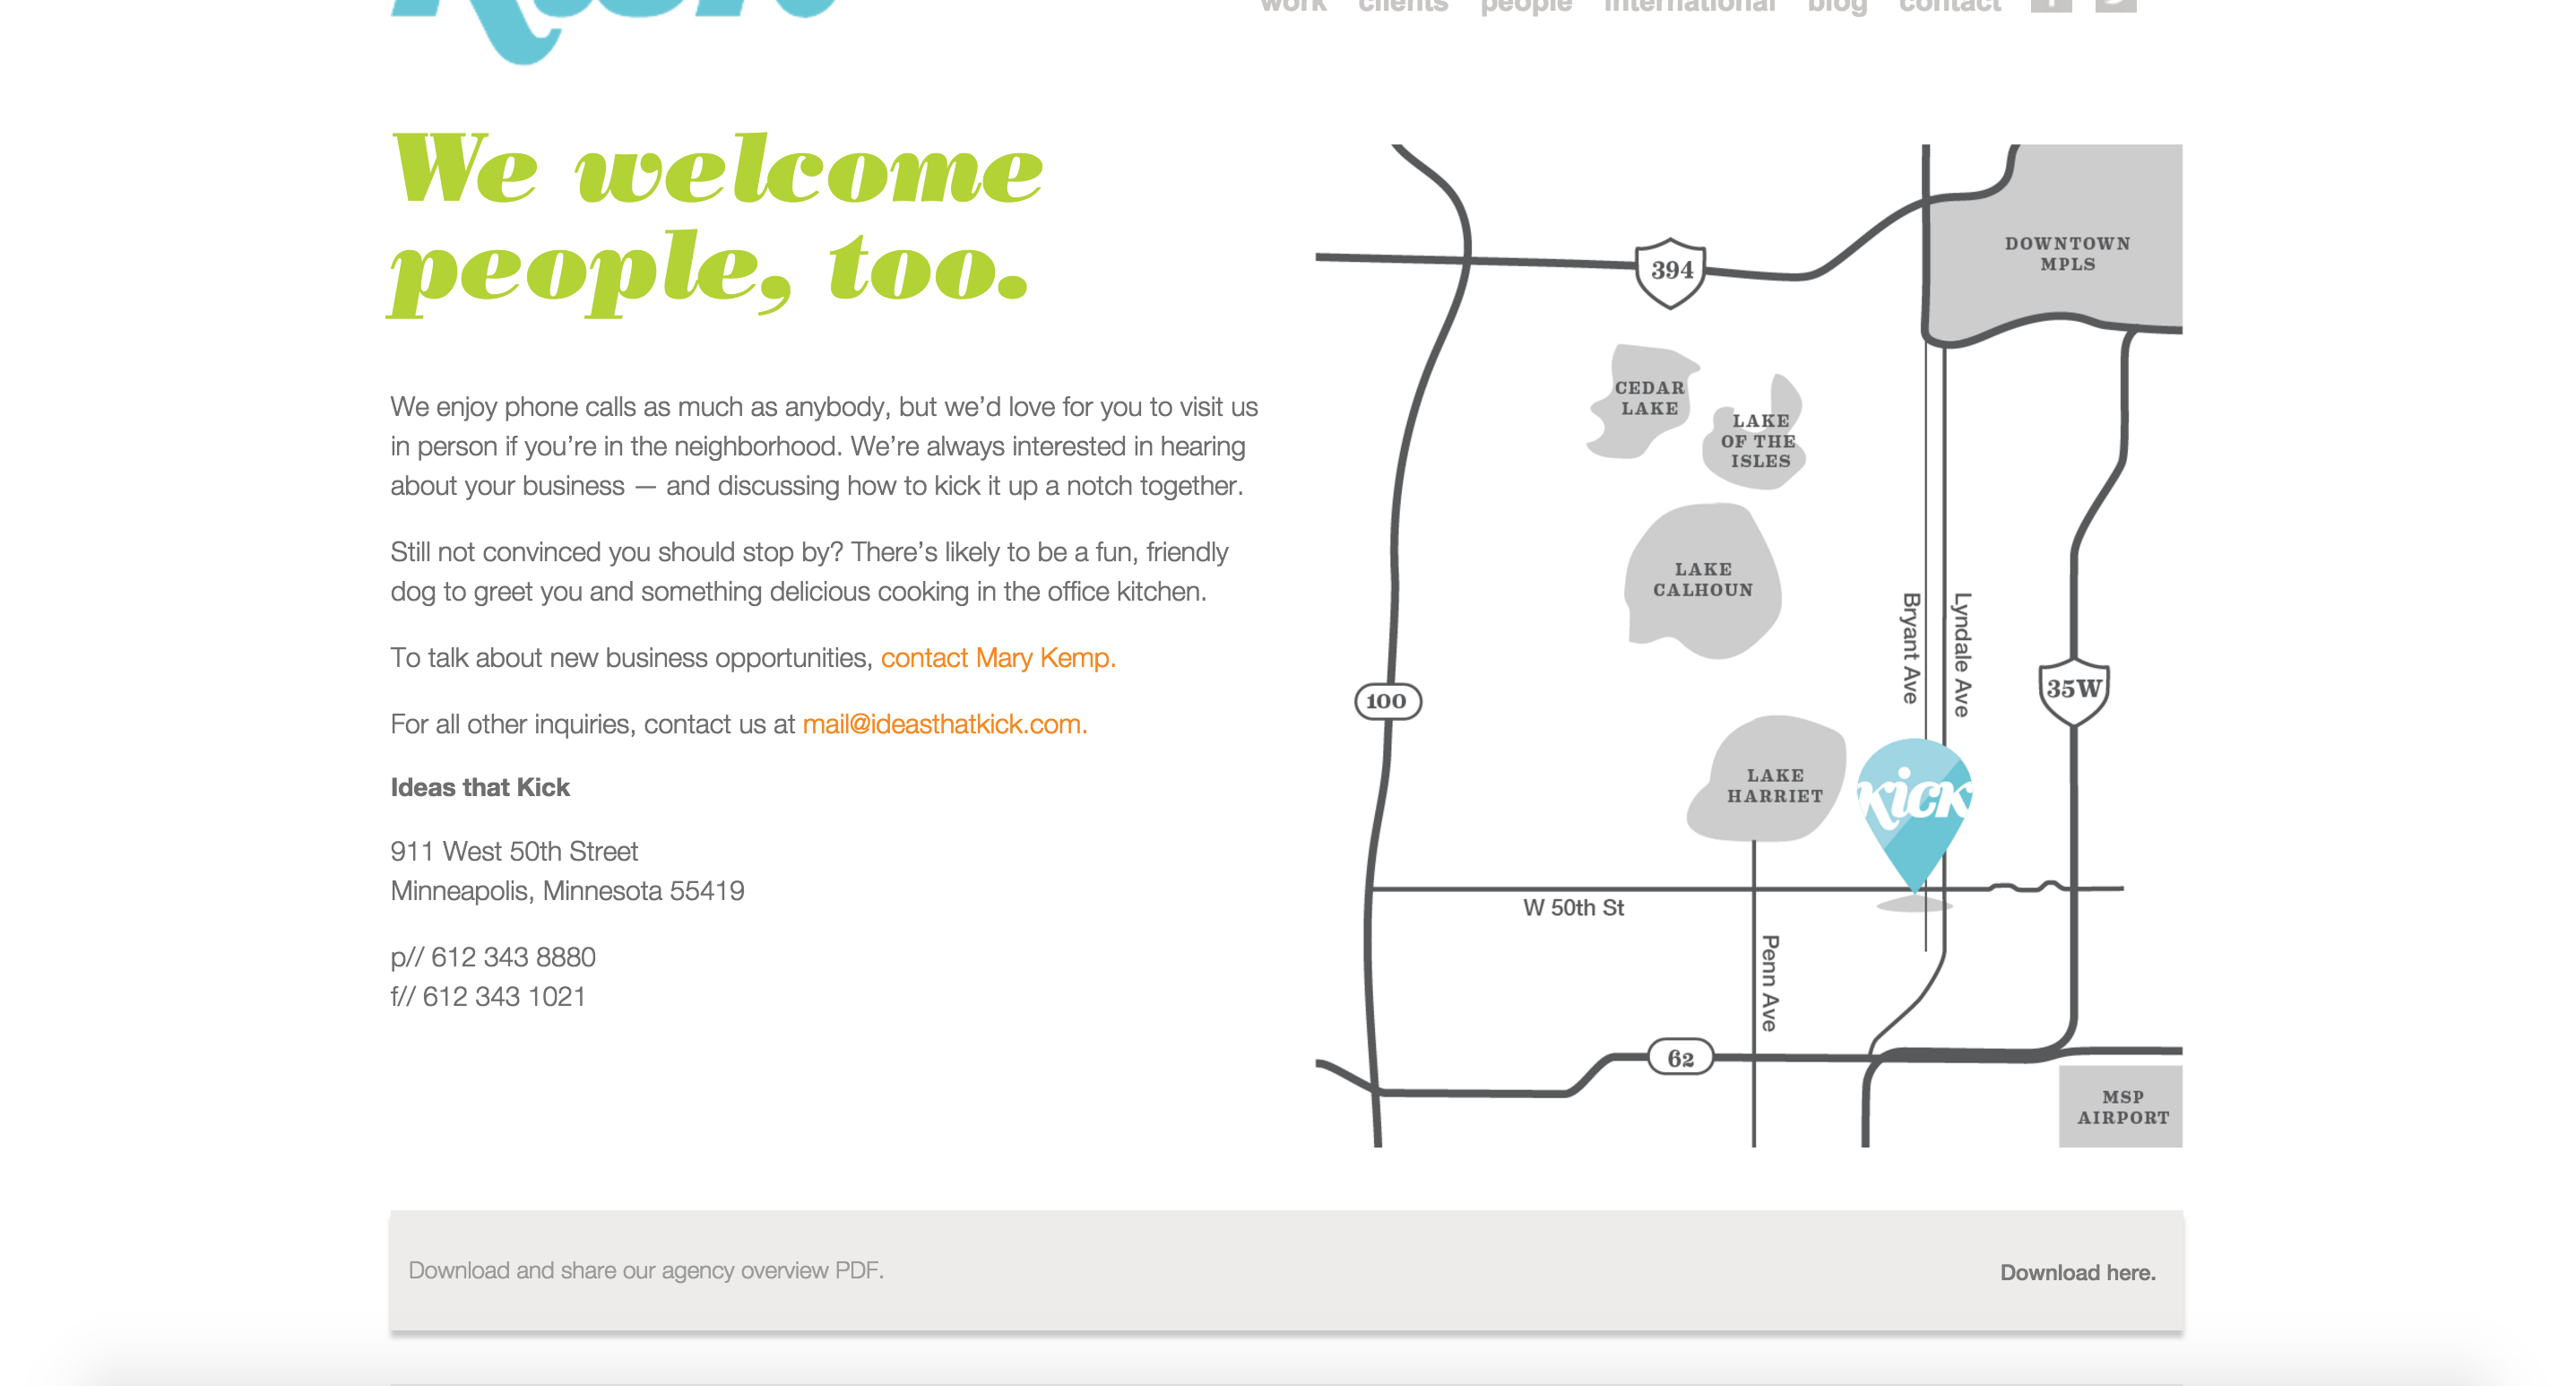 work clients people international blog contact
We welcome
people, too.
We enjoy phone calls as much as anybody, but we’d love for you to visit us
in person if you’re in the neighborhood. We’re always interested in hearing
about your business — and discussing how to kick it up a notch together.
Still not convinced you should stop by? There’s likely to be a fun, friendly
dog to greet you and something delicious cooking in the office kitchen.
To talk about new business opportunities, contact Mary Kemp.
For all other inquiries, contact us at mail@ideasthatkick.com.
Ideas that Kick
911 West 50th Street
Minneapolis, Minnesota 55419
p// 612 343 8880
f// 612 343 1021
DOWNTOWN
MPLS
394
CEDAR
LAKE
LAKE
OF THE
ISLES
LAKE
CALHOUN
Bryant Ave
Lyndale Ave
35W
100
LAKE
HARRIET
kick
W 50th St
Penn Ave
62
MSP
AIRPORT
Download and share our agency overview PDF.
Download here.